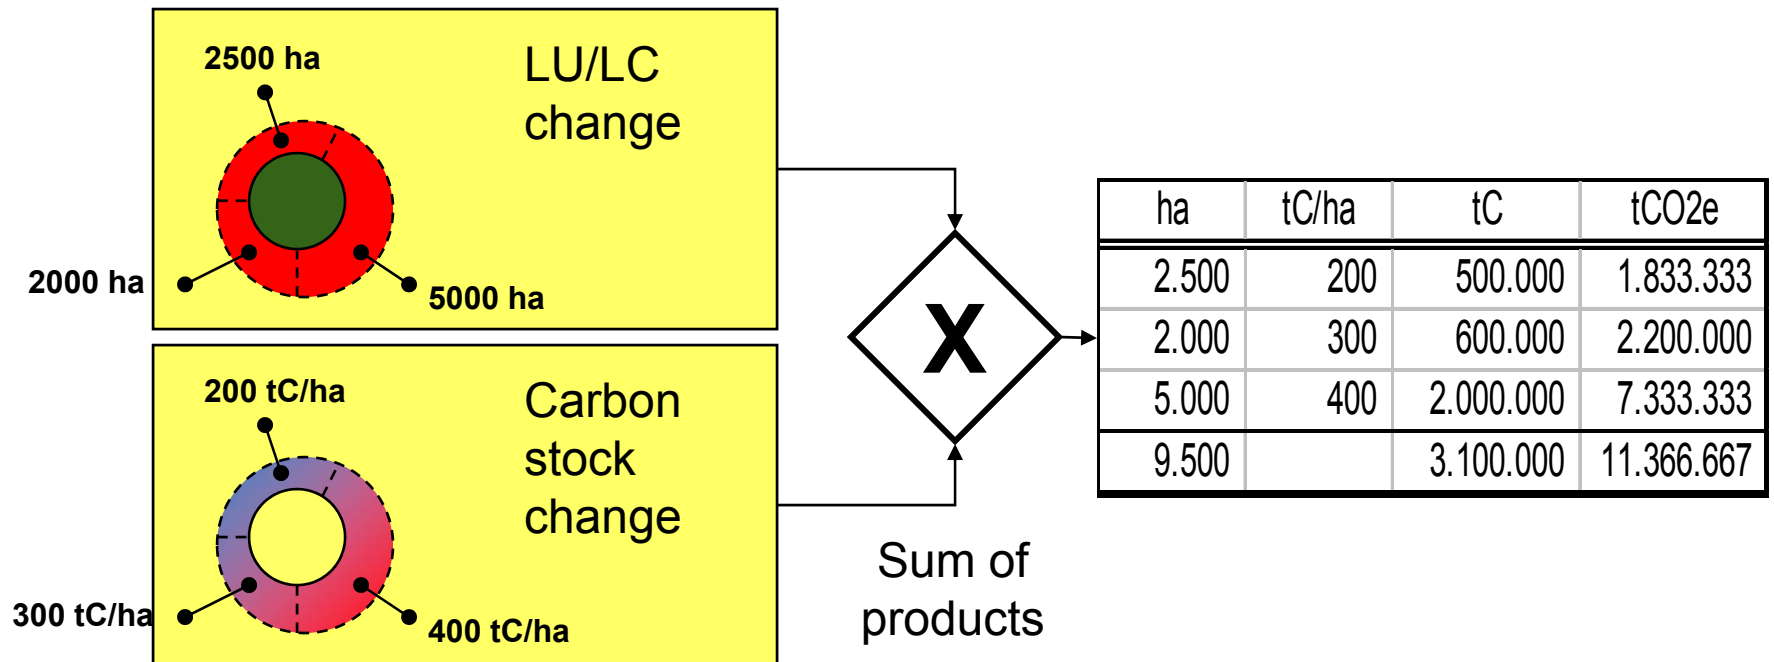 2500 ha
LU/LC
change
2000 ha
5000 ha
200 tC/ha
Carbon
stock
change
300 tC/ha
400 tC/ha
X
Sum of
products
ha tC/ha tC tCO2e
2.500 200 500.000 1.833.333
2.000 300 600.000 2.200.000
5.000 400 2.000.000 7.333.333
9.500 3.100.000 11.366.667